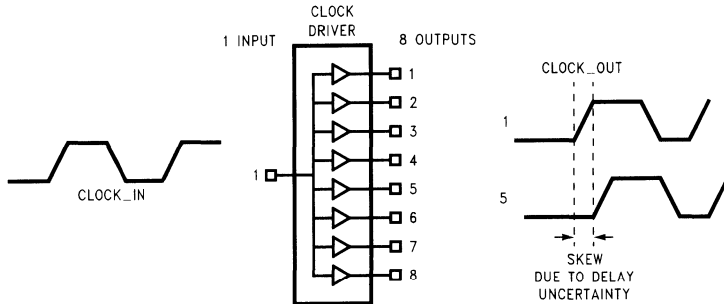 CLOCK
DRIVER
1 INPUT
8 OUTPUTS
1
2
3
4
5
6
7
8
1
CLOCK_IN
CLOCK_OUT
1
5
SKEW
DUE TO DELAY
UNCERTAINTY